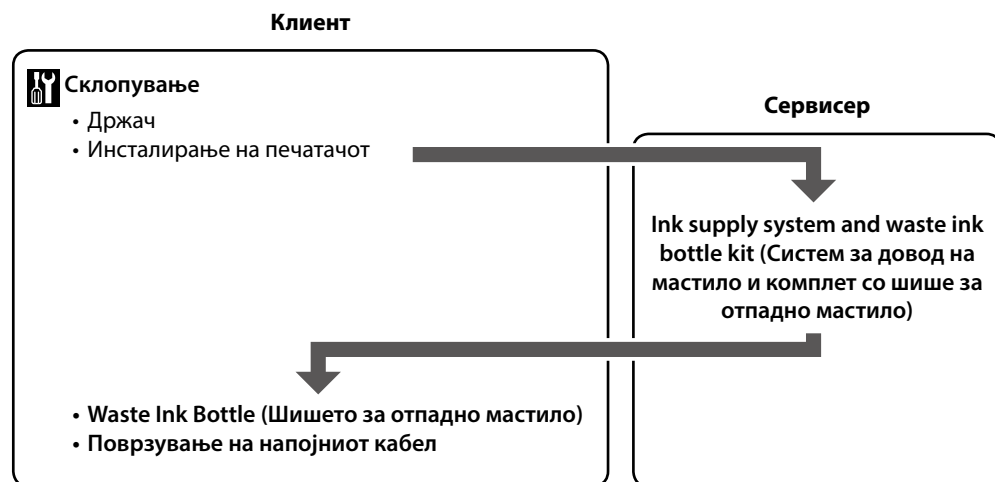 Клиент
Склопување
• Држач
• Инсталирање на печатачот
Сервисер
Ink supply system and waste ink
bottle kit (Систем за довод на
мастило и комплет со шише за
отпадно мастило)
• Waste Ink Bottle (Шишето за отпадно мастило)
• Поврзување на напојниот кабел